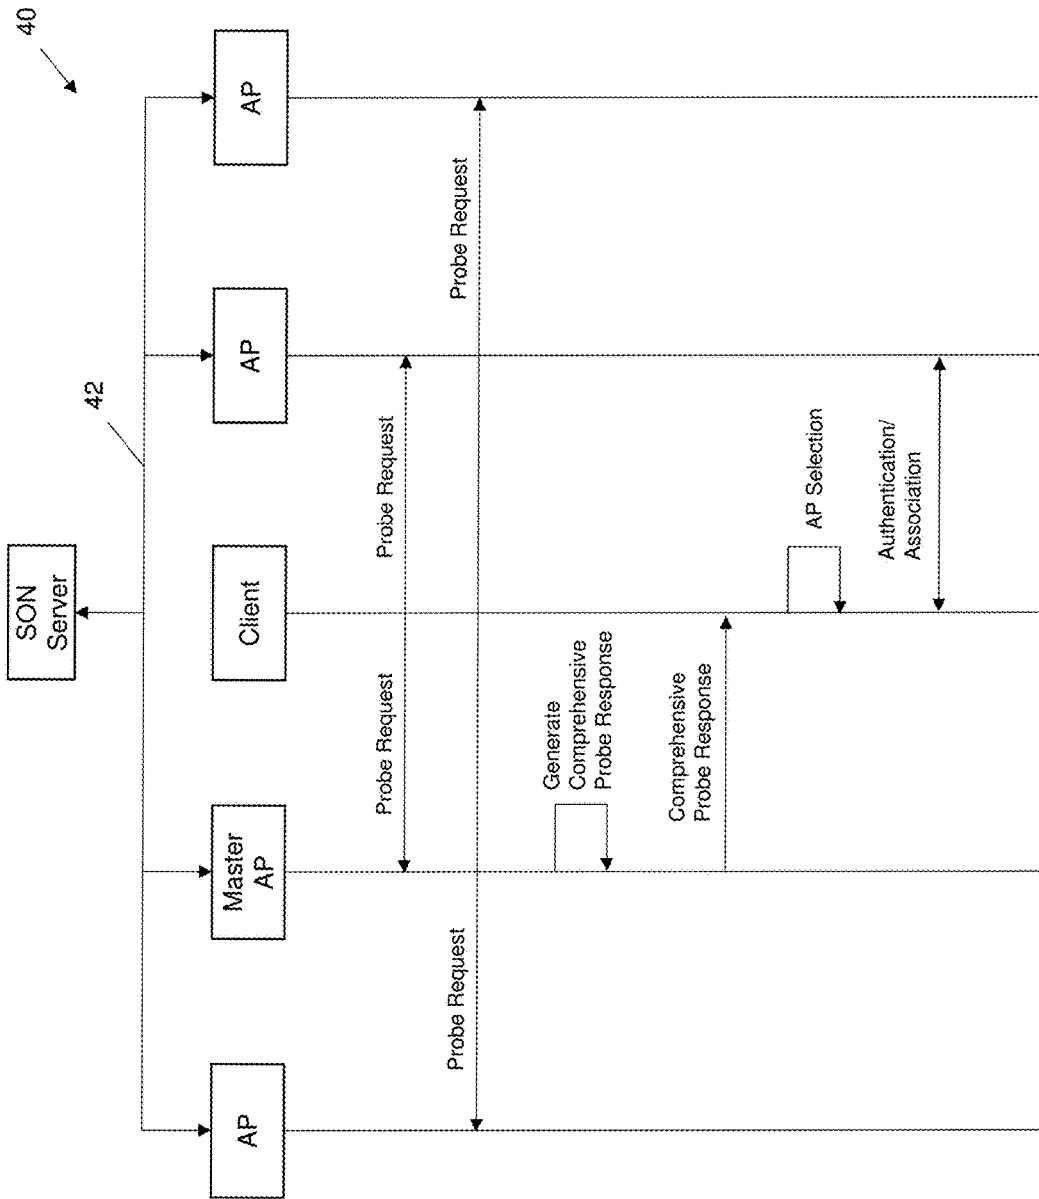 40
SON
Server
42
AP
Master
AP
Client
AP
AP
Probe Request
Probe Request
Probe Request
Probe Request
Generate
Comprehensive
Probe Response
Comprehensive
Probe Response
AP Selection
Authentication/
Association